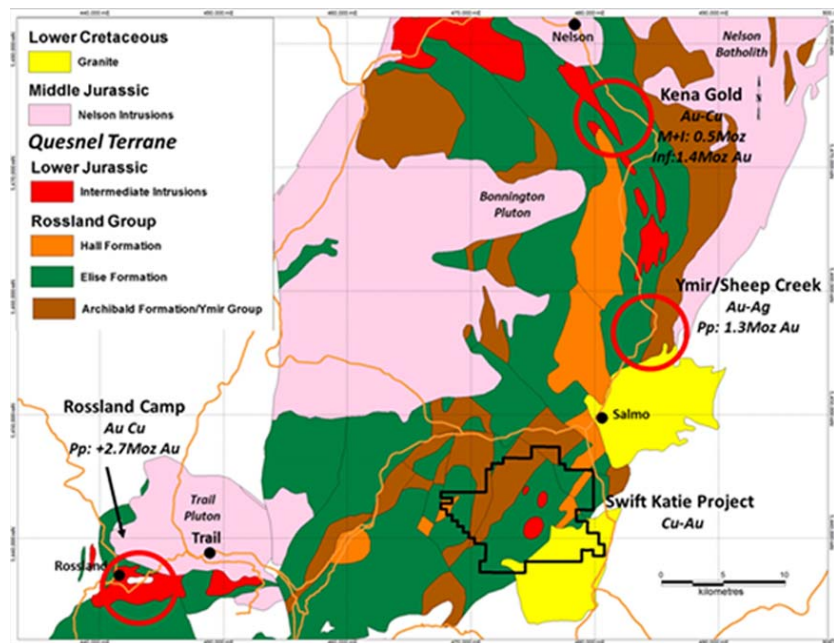 Lower Cretaceous
Granite
Middle Jurassic
Nelson Intrusions
Quesnel Terrane
Lower Jurassic
Intermediate Intrusions
Rossland Group
Hall Formation
Elise Formation
Archibald Formation/Ymir Group
Nelson
Nelson
Batholith
N
Kena Gold
Au-Cu
M+I: 0.5Moz
Inf:1.4Moz Au
Bonnington
Pluton
Ymir/Sheep Creek
Au-Ag
Pp: 1.3Moz Au
Rossland Camp
Au Cu
Pp: +2.7Moz Au
Salmo
Swift Katie Project
Cu-Au
Trail
Pluton
Trail
Rossland
0 5 10
kilometres